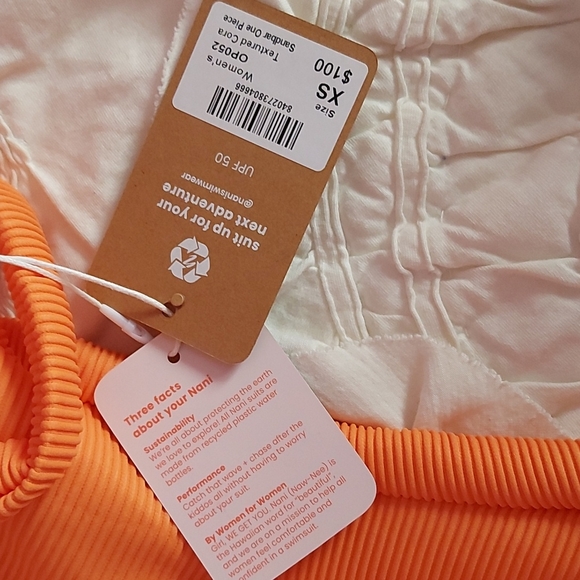 Women's
OP052
Textured Cora
Sandbar One Piece
Size
XS
$100
840273804666
UPF 50
@naniswimwear
suit up for your
next adventure
Three facts
about your Nani
Sustainability
We're all about protecting the earth
we love to explore! All Nani suits are
made from recycled plastic water
bottles.
Performance
Catch that wave + chase after the
kiddos all without having to worry
about your suit.
By Women for Women
Girl, WE GET YOU. Nani (Naw-Nee) is
the Hawaiian word for "beautiful",
and we are on a mission to help all
women feel comfortable and
confident in a swimsuit.